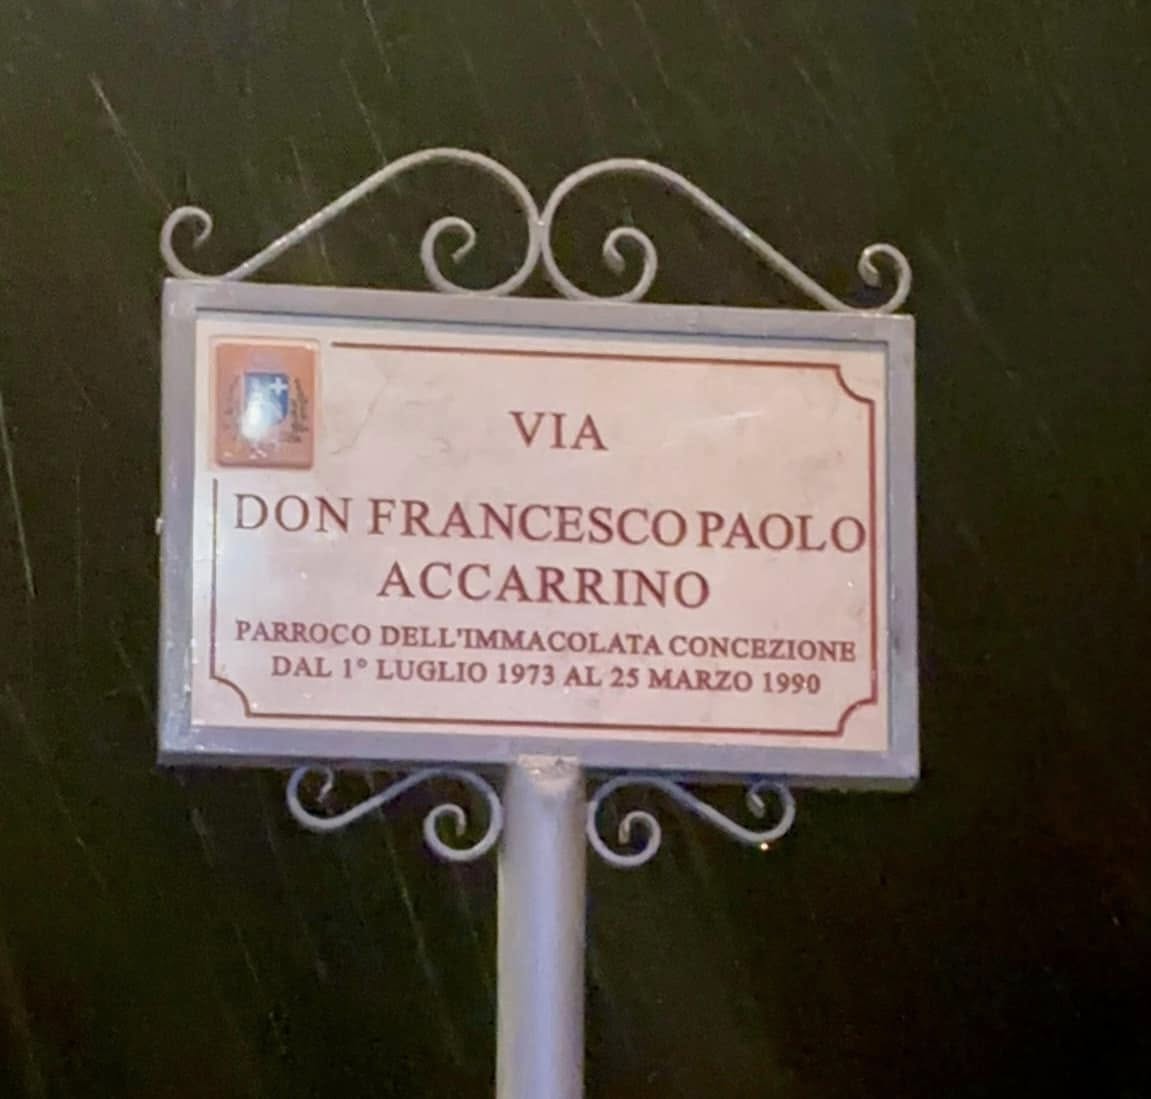 VIA
DON FRANCESCO PAOLO
ACCARRINO
PARROCO DELL'IMMACOLATA CONCEZIONE
DAL 1° LUGLIO 1973 AL 25 MARZO 1990